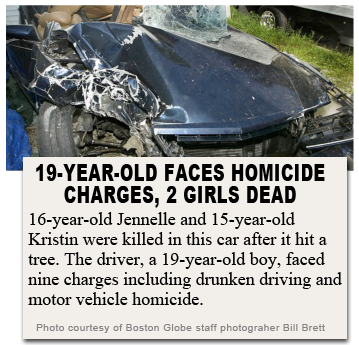 19-YEAR-OLD FACES HOMICIDE
CHARGES, 2 GIRLS DEAD
16-year-old Jennelle and 15-year-old
Kristin were killed in this car after it hit a
tree. The driver, a 19-year-old boy, faced
nine charges including drunken driving and
motor vehicle homicide.
Photo courtesy of Boston Globe staff photograher Bill Brett